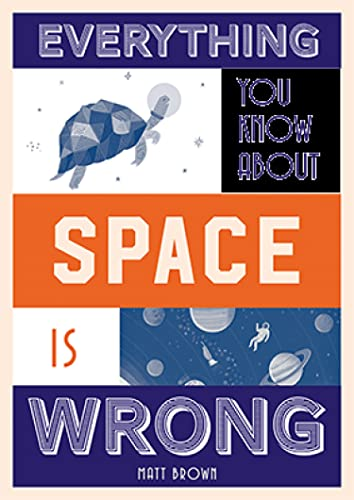 EVERYTHING
YOU
KNOW
ABOUT
SPACE
IS
WRONG
MATT BROWN